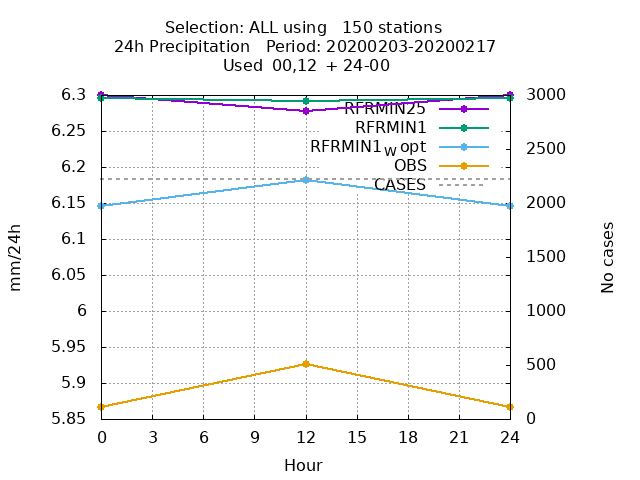 Selection: ALL using 150 stations
24h Precipitation Period: 20200203-20200217
Used 00,12 + 24-00
6.3
6.25
6.2
6.15
6.1
6.05
6
5.95
5.9
5.85
mm/24h
RFRMIN25
RFRMIN1
RFRMIN1_w opt
OBS
CASES
3000
2500
2000
1500
1000
500
0
No cases
0 3 6 9 12 15 18 21 24
Hour